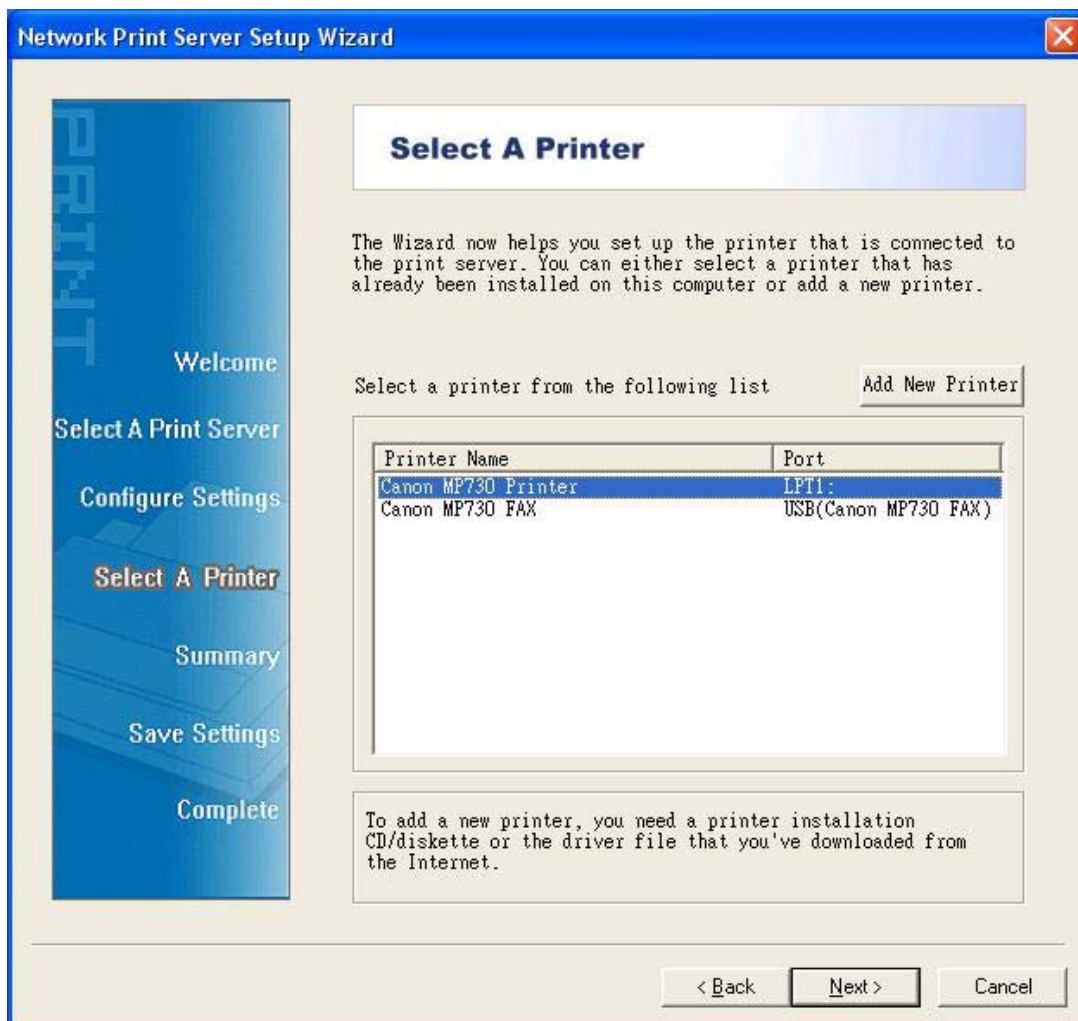 Network Print Server Setup Wizard
PRINT
Welcome
Select A Print Server
Configure Settings
Select A Printer
Summary
Save Settings
Complete
Select A Printer
The Wizard now helps you set up the printer that is connected to
the print server. You can either select a printer that has
already been installed on this computer or add a new printer.
Select a printer from the following list
Add New Printer
Printer Name Port
Canon MP730 Printer LPT1:
Canon MP730 FAX USB(Canon MP730 FAX)
To add a new printer, you need a printer installation
CD/diskette or the driver file that you've downloaded from
the Internet.
< Back Next > Cancel